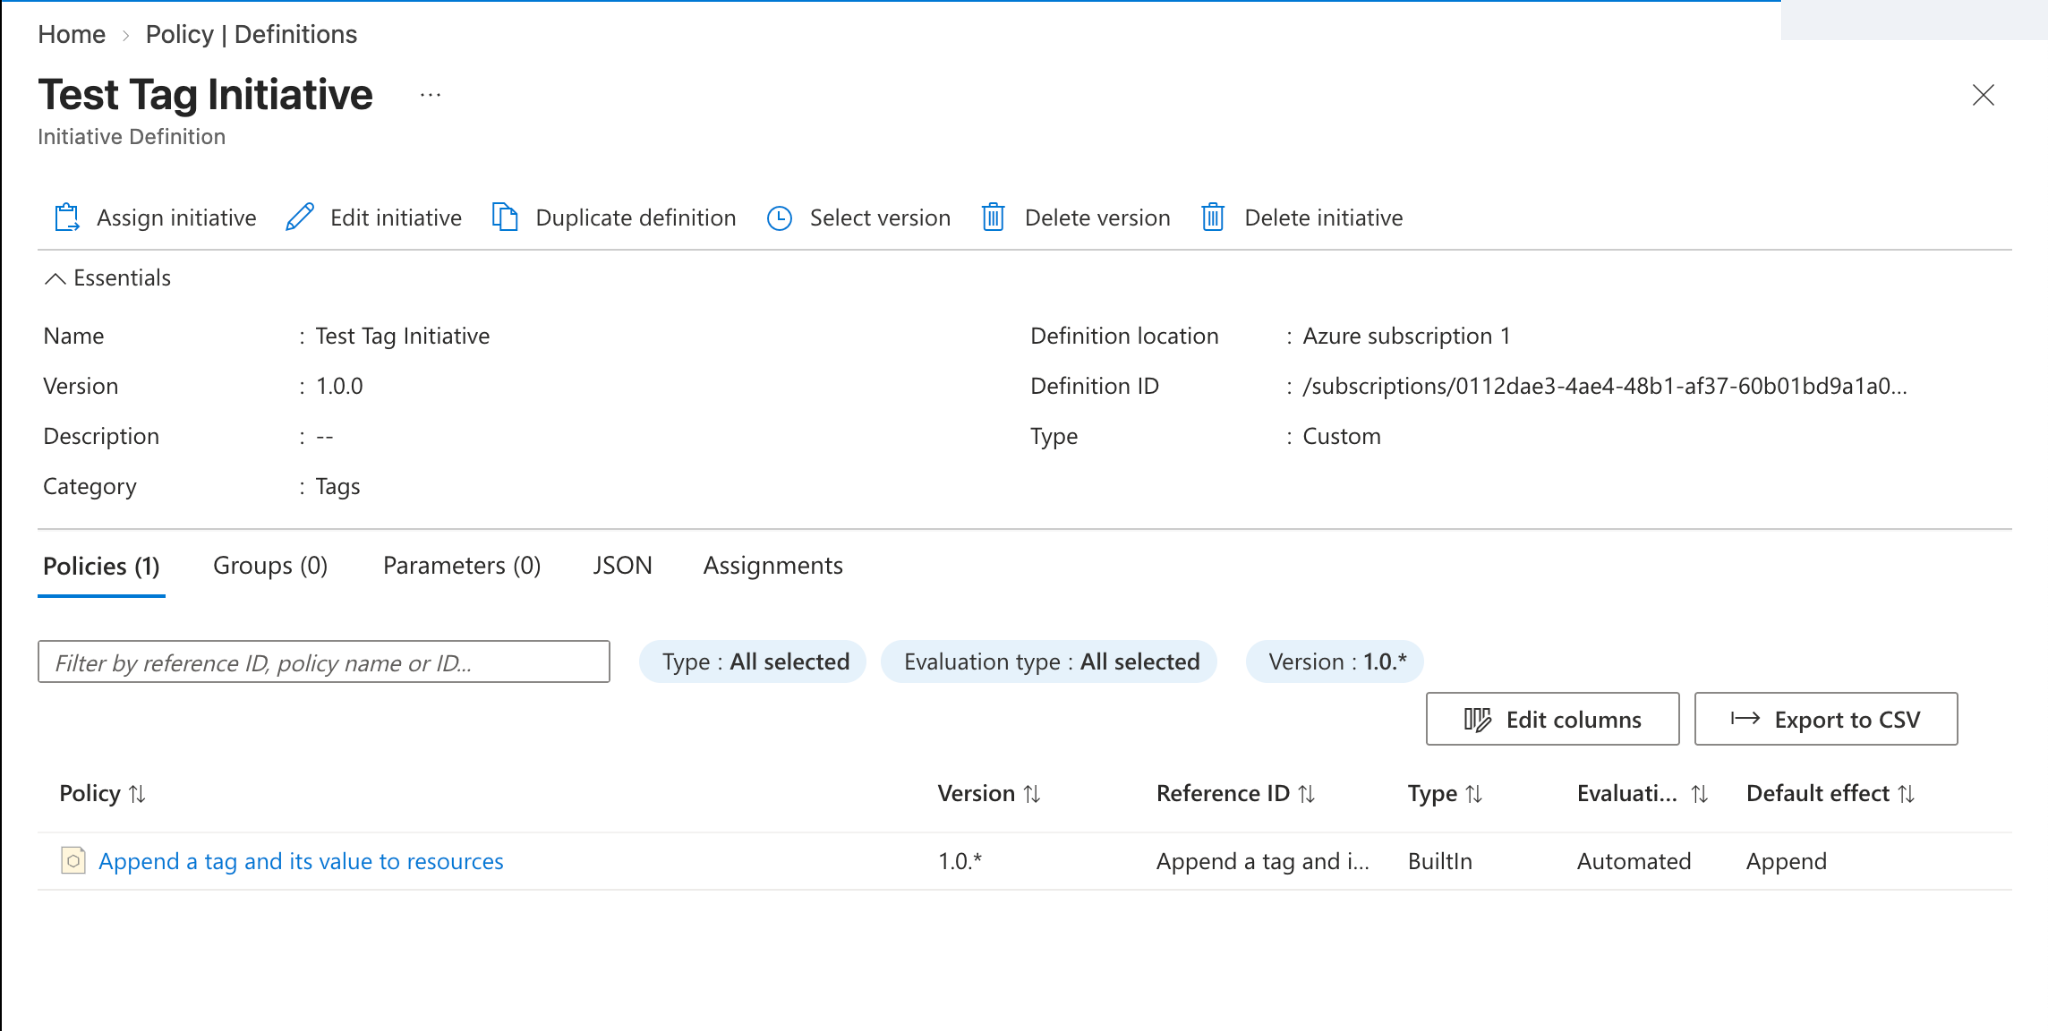 Home > Policy | Definitions
Test Tag Initiative ...
Initiative Definition
Assign initiative Edit initiative Duplicate definition Select version Delete version Delete initiative
Essentials
Name : Test Tag Initiative Definition location : Azure subscription 1
Version : 1.0.0 Definition ID : /subscriptions/0112dae3-4ae4-48b1-af37-60b01bd9a1a0...
Description : -- Type : Custom
Category : Tags
Policies (1) Groups (0) Parameters (0) JSON Assignments
Filter by reference ID, policy name or ID... Type : All selected Evaluation type : All selected Version : 1.0.*
Edit columns Export to CSV
Policy Version Reference ID Type Evaluati... Default effect
Append a tag and its value to resources 1.0.* Append a tag and i... BuiltIn Automated Append